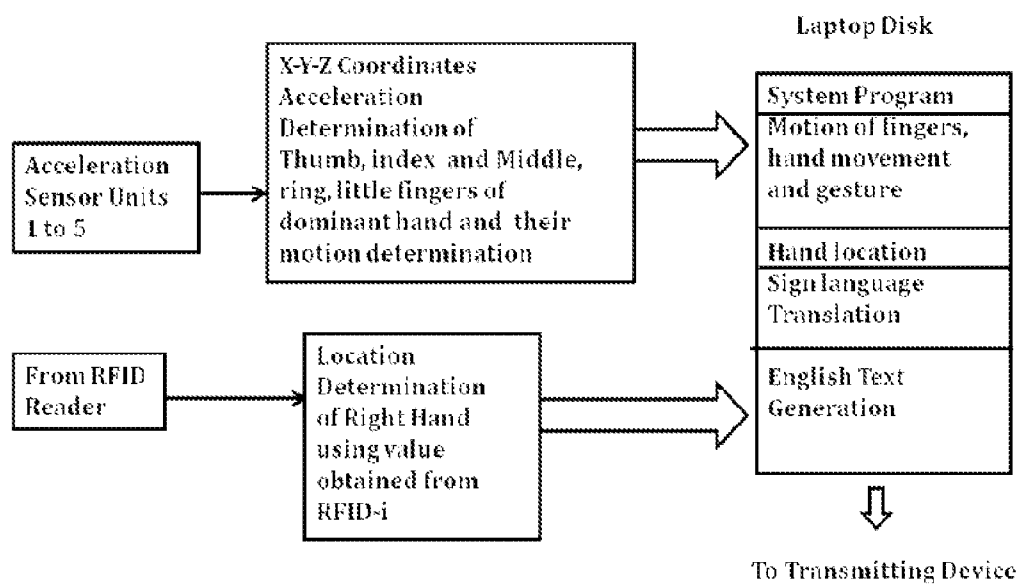 Laptop Disk
X-Y-Z Coordinates
Acceleration
Determination of
Thumb, index and Middle,
ring, little fingers of
dominant hand and their
motion determination
Acceleration
Sensor Units
1 to 5
System Program
Motion of fingers,
hand movement
and gesture
Hand location
Sign language
Translation
English Text
Generation
From RFID
Reader
Location
Determination
of Right Hand
using value
obtained from
RFID-i
To Transmitting Device